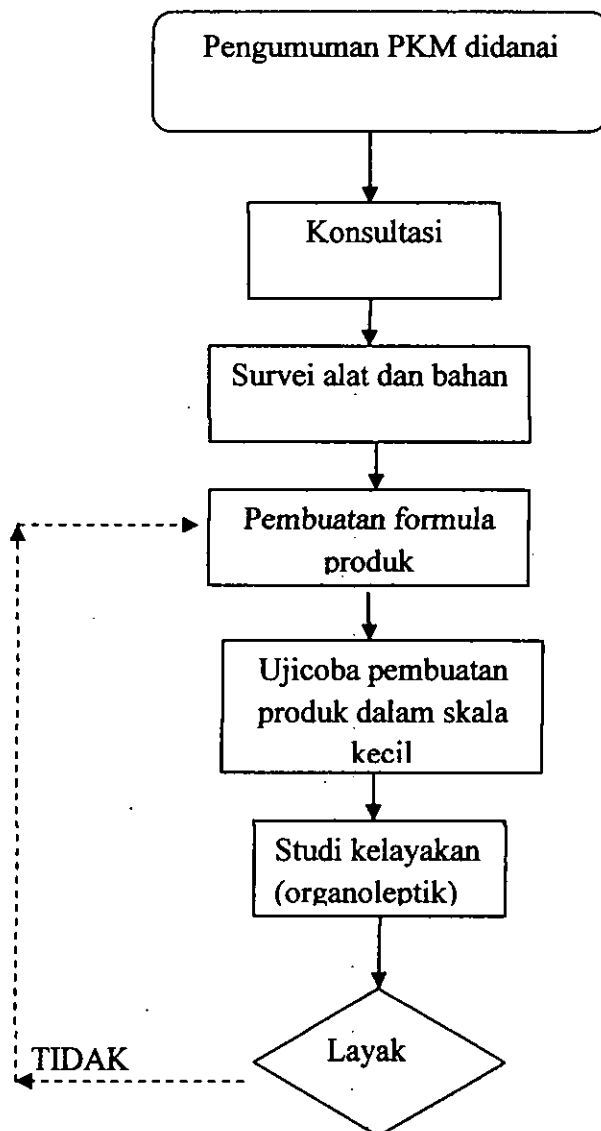 Pengumuman PKM didanai
Konsultasi
Survei alat dan bahan
Pembuatan formula
produk
Ujicoba pembuatan
produk dalam skala
kecil
Studi kelayakan
(organoleptik)
Layak
TIDAK